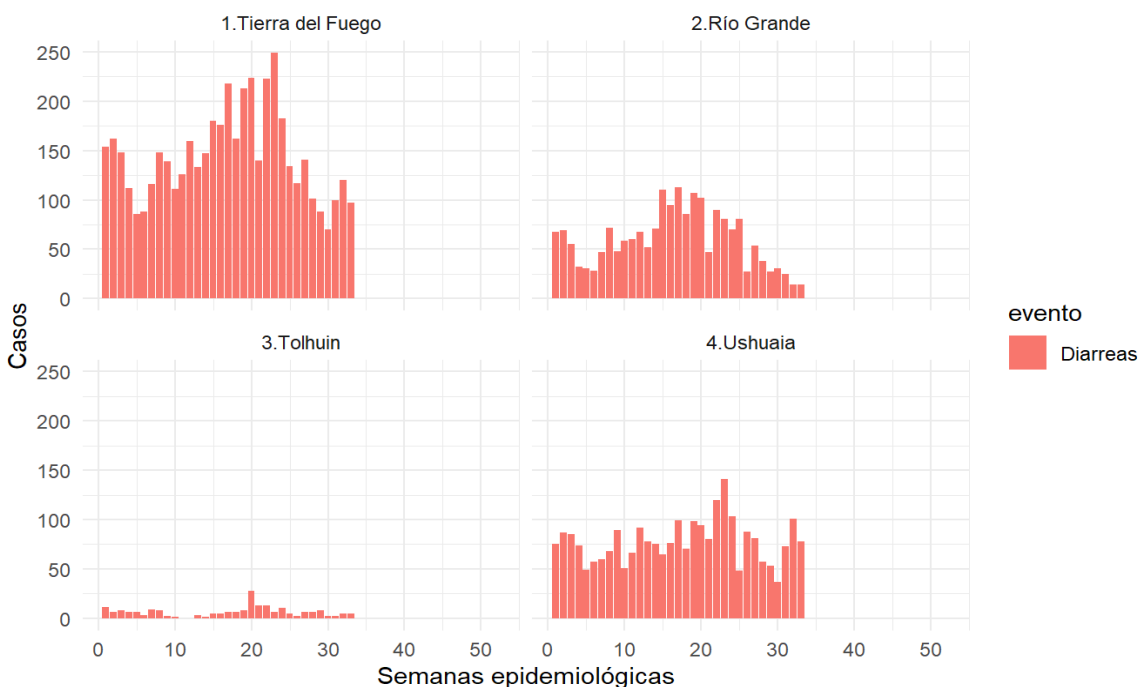 1.Tierra del Fuego
2.Río Grande
250
200
150
100
50
0
3.Tolhuin
4.Ushuaia
250
200
150
100
50
0
0 10 20 30 40 50
0 10 20 30 40 50
Casos
Semanas epidemiológicas
evento
Diarreas